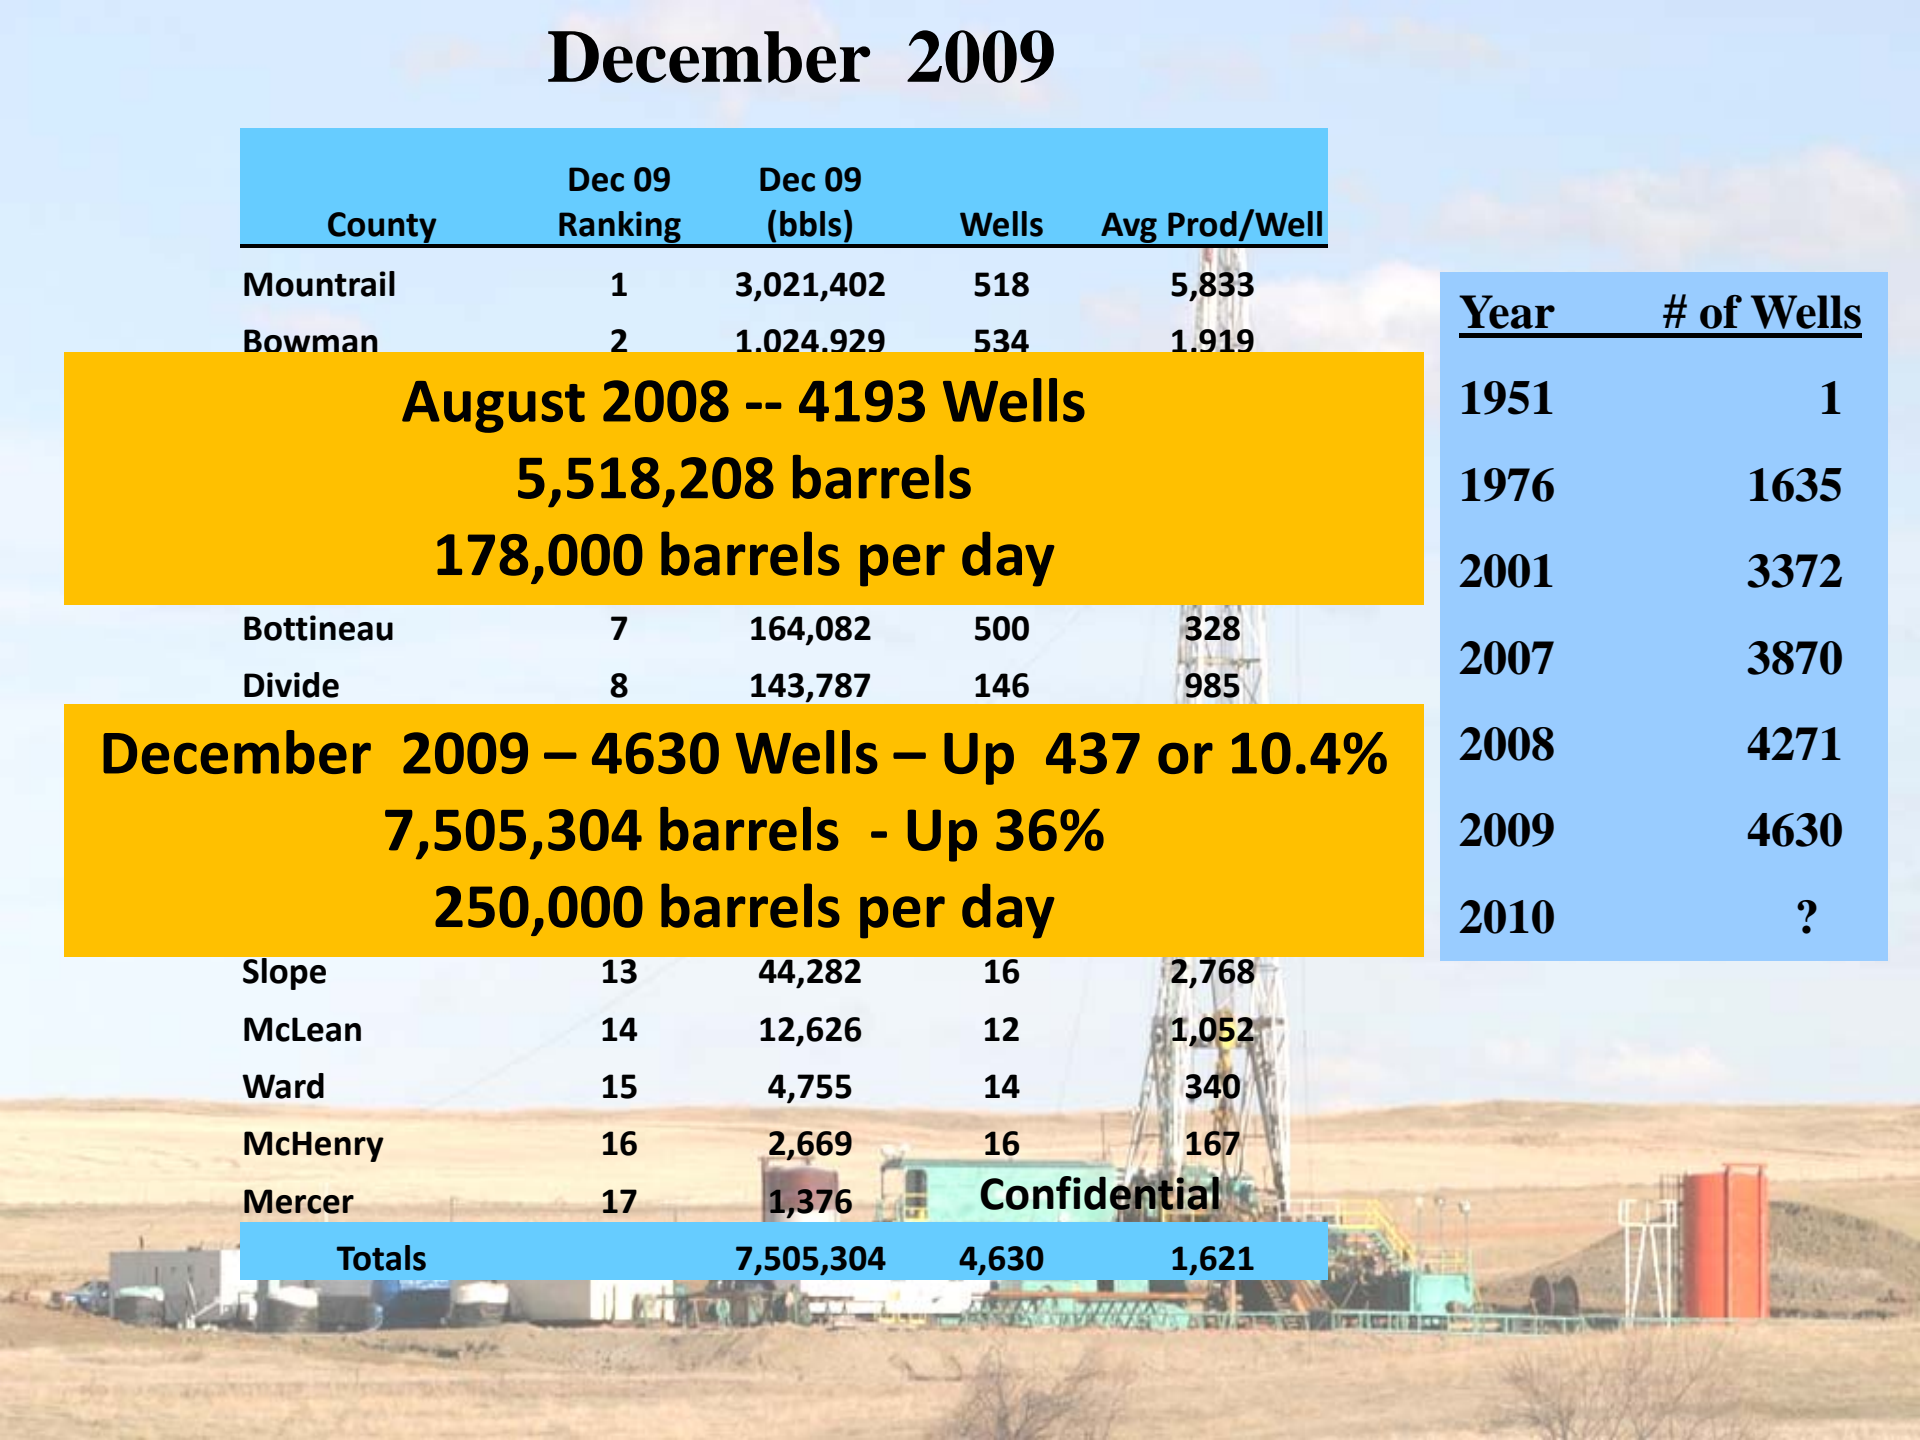 December 2009
County Dec 09 Ranking Dec 09 (bbls) Wells Avg Prod/Well
Mountrail 1 3,021,402 518 5,833
Bowman 2 1,024,929 534 1,919
August 2008 -- 4193 Wells
5,518,208 barrels
178,000 barrels per day
Bottineau 7 164,082 500 328
Divide 8 143,787 146 985
December 2009 – 4630 Wells – Up 437 or 10.4%
7,505,304 barrels - Up 36%
250,000 barrels per day
Slope 13 44,282 16 2,768
McLean 14 12,626 12 1,052
Ward 15 4,755 14 340
McHenry 16 2,669 16 167
Mercer 17 1,376 Confidential
Totals 7,505,304 4,630 1,621
Year # of Wells
1951 1
1976 1635
2001 3372
2007 3870
2008 4271
2009 4630
2010 ?